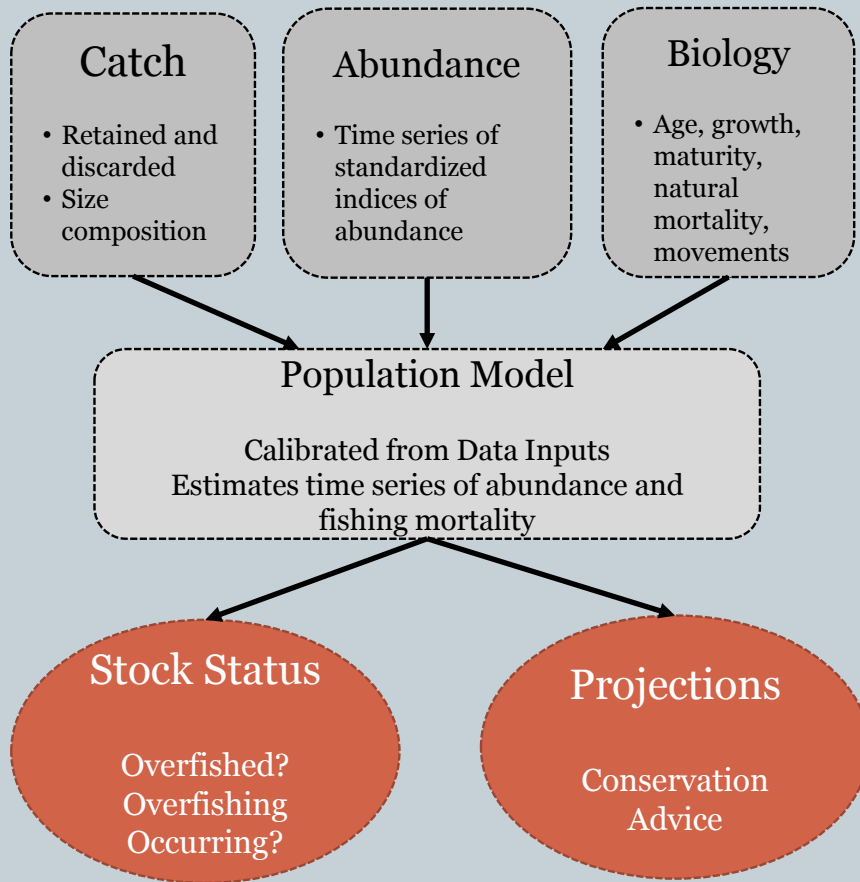 Catch
• Retained and
discarded
• Size
composition
Abundance
• Time series of
standardized
indices of
abundance
Biology
• Age, growth,
maturity,
natural
mortality,
movements
Population Model
Calibrated from Data Inputs
Estimates time series of abundance and
fishing mortality
Stock Status
Overfished?
Overfishing
Occurring?
Projections
Conservation
Advice